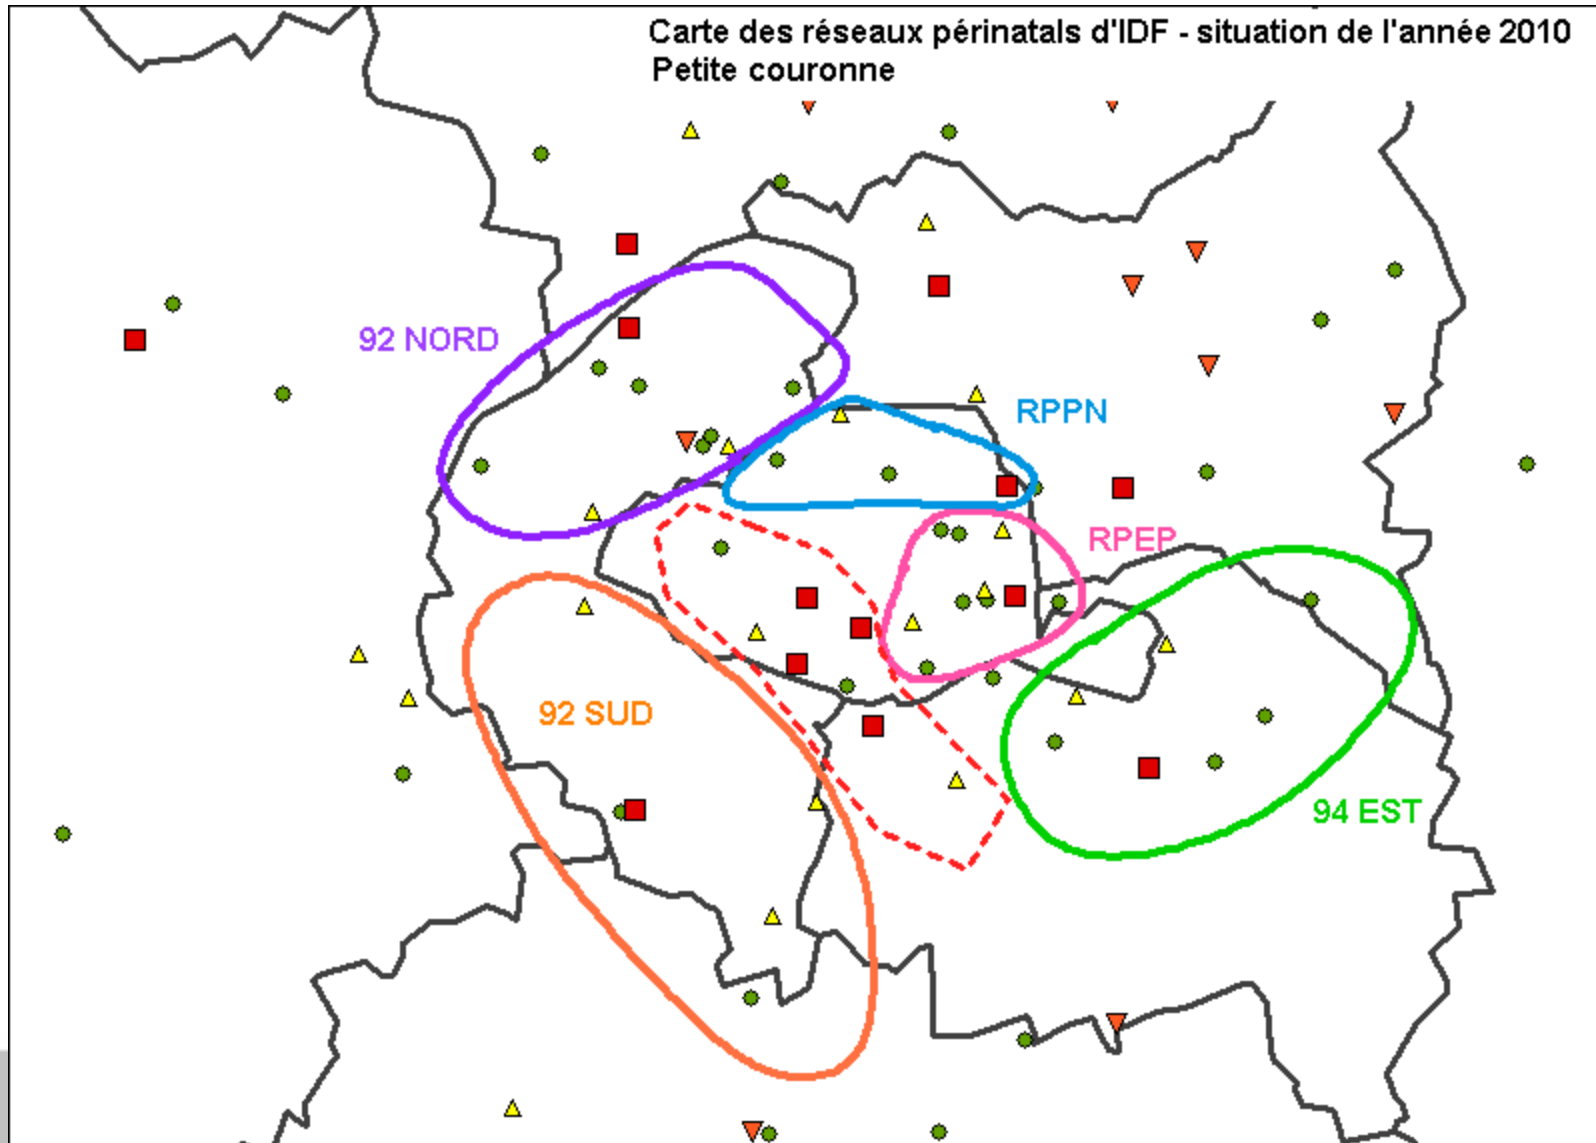 Carte des réseaux périnatals d'IDF - situation de l'année 2010
Petite couronne
92 NORD
RPPN
RPEP
92 SUD
94 EST